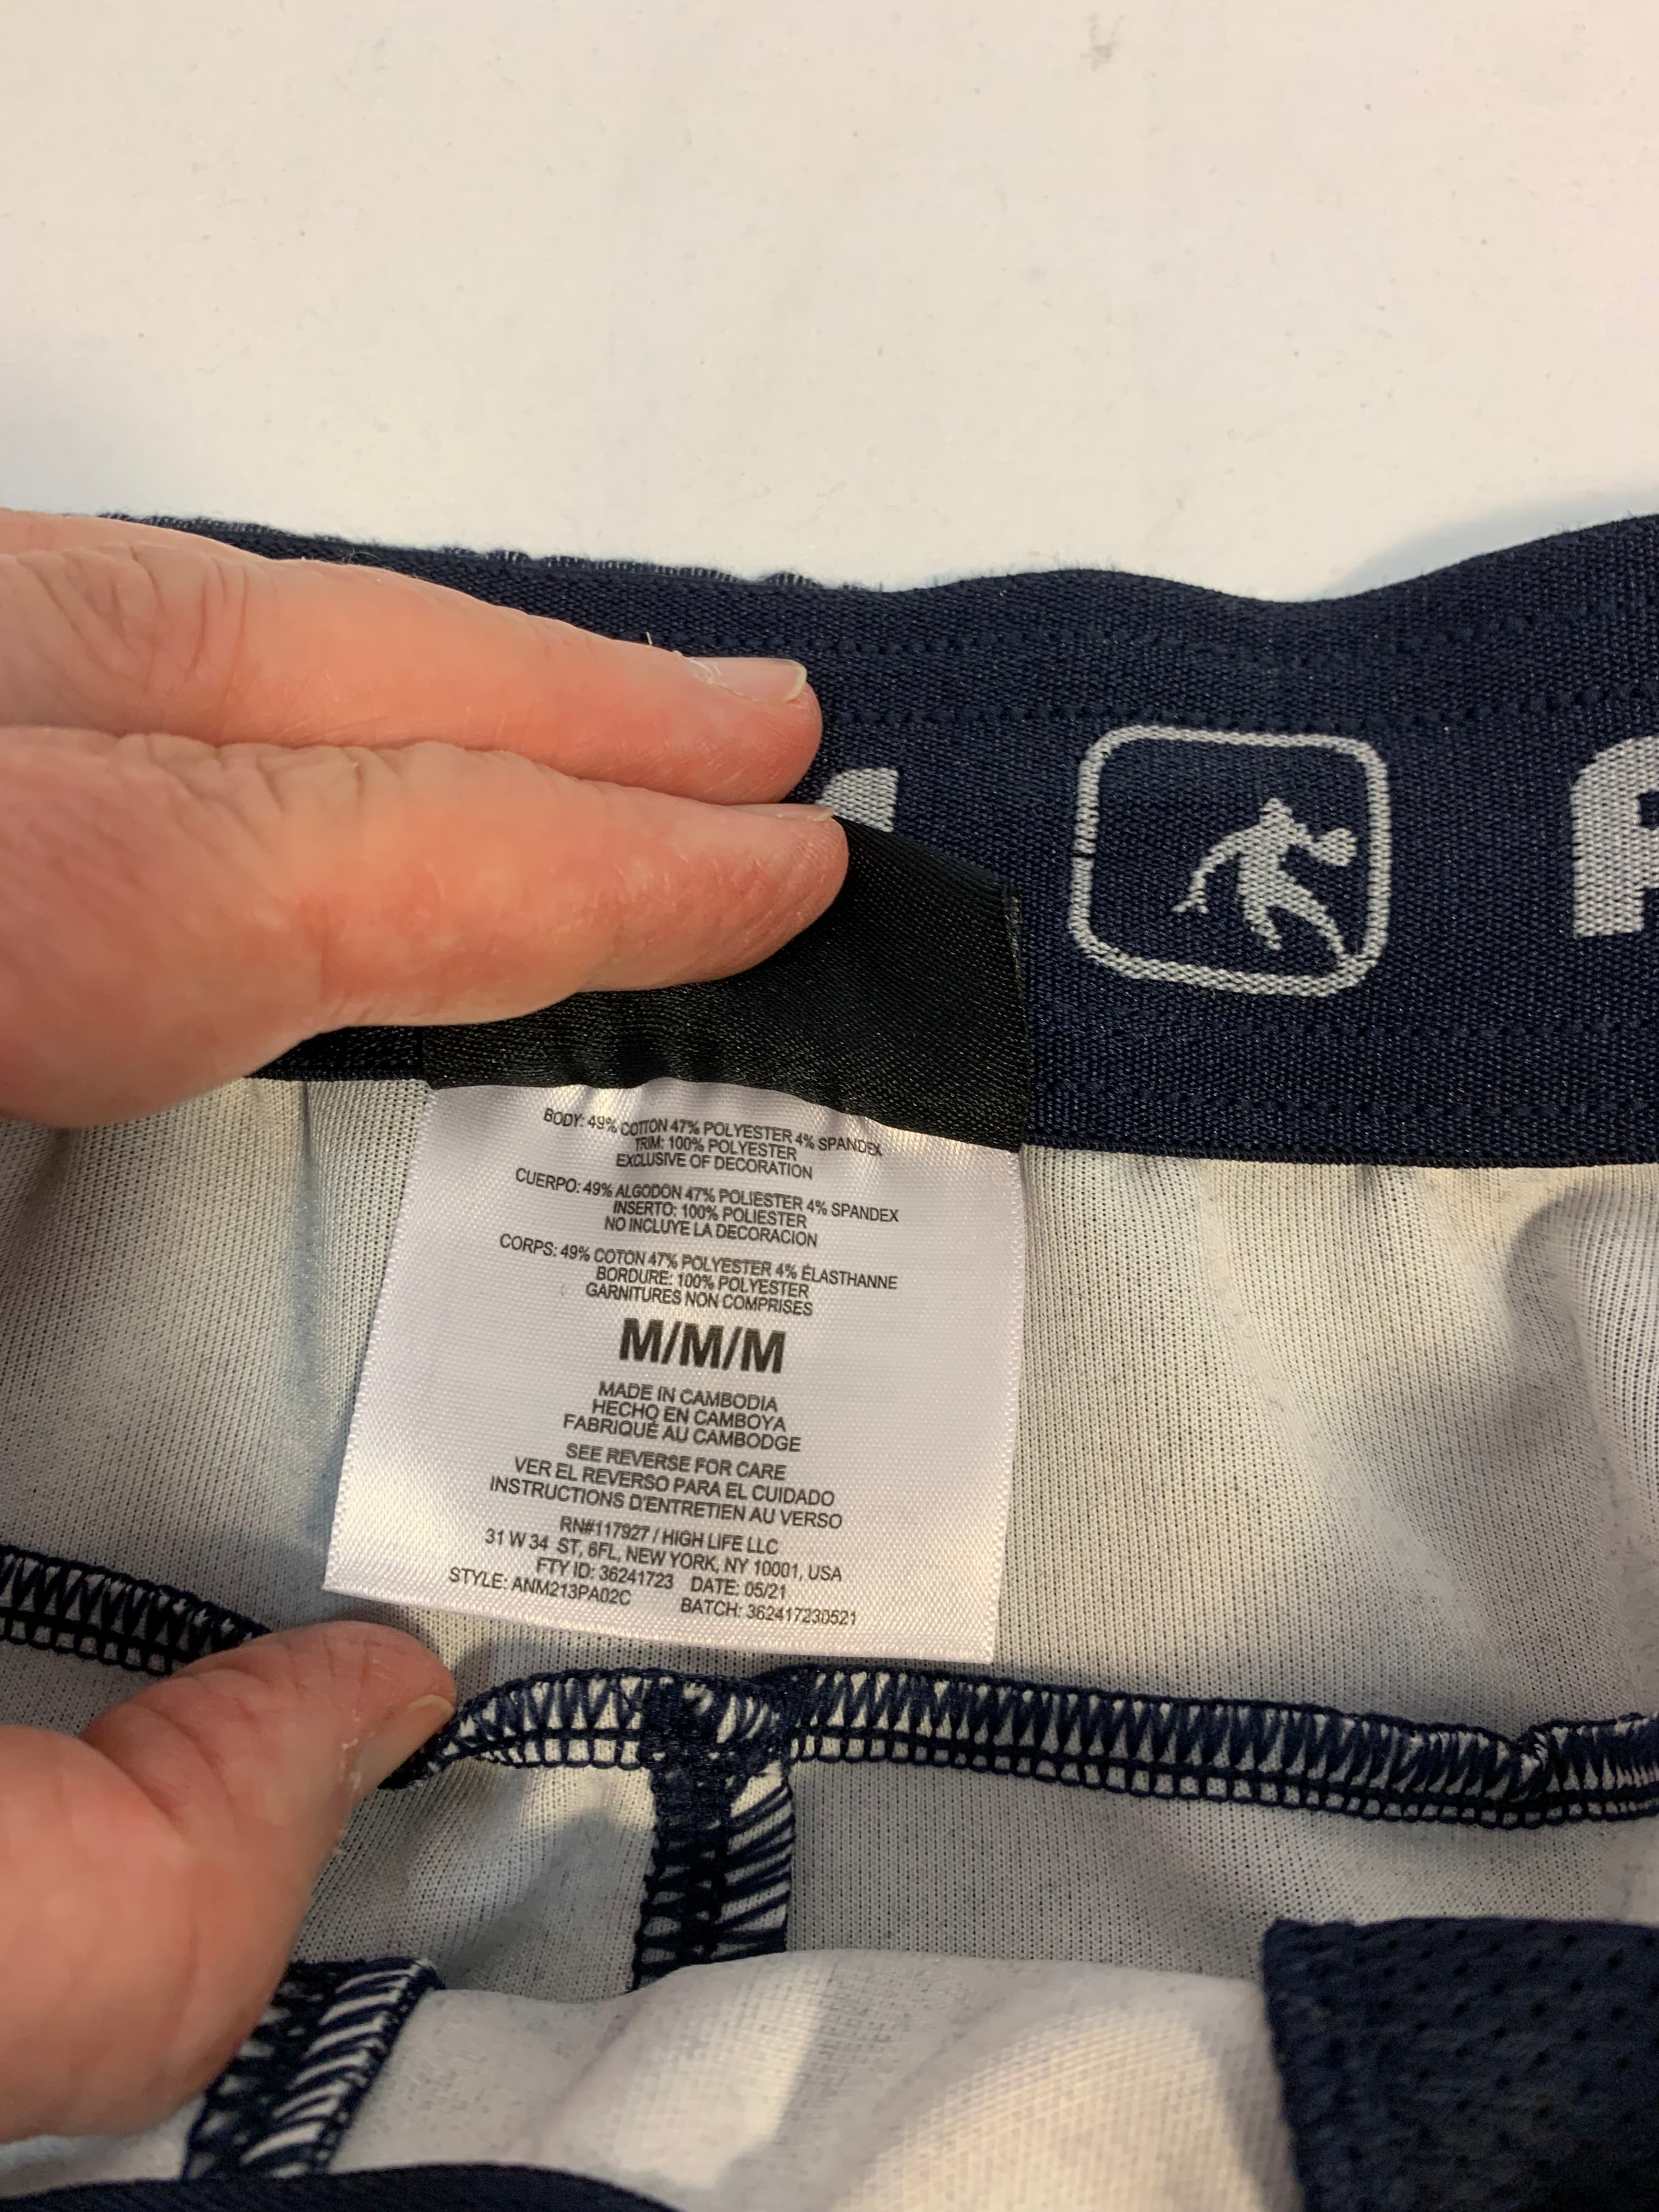 BODY: 49% COTTON 47% POLYESTER 4% SPANDEX
TRIM: 100% POLYESTER
EXCLUSIVE OF DECORATION
CUERPO: 49% ALGODON 47% POLIESTER 4% SPANDEX
INSERTO: 100% POLIESTER
NO INCLUYE LA DECORACION
CORPS: 49% COTON 47% POLYESTER 4% ÉLASTHANNE
BORDURE: 100% POLYESTER
GARNITURES NON COMPRISES
M/M/M
MADE IN CAMBODIA
HECHO EN CAMBOYA
FABRIQUÉ AU CAMBODGE
SEE REVERSE FOR CARE
VER EL REVERSO PARA EL CUIDADO
INSTRUCTIONS D'ENTRETIEN AU VERSO
RN#117927 / HIGH LIFE LLC
31 W 34 ST, 6FL, NEW YORK, NY 10001, USA
FTY ID: 36241723 DATE: 05/21
STYLE: ANM213PA02C BATCH: 362417230521